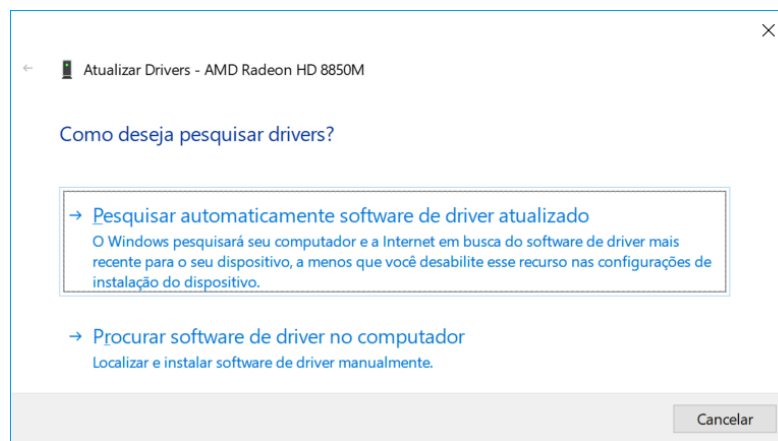 Atualizar Drivers - AMD Radeon HD 8850M
Como deseja pesquisar drivers?
Pesquisar automaticamente software de driver atualizado
O Windows pesquisará seu computador e a Internet em busca do software de driver mais
recente para o seu dispositivo, a menos que você desabilite esse recurso nas configurações de
instalação do dispositivo.
Procurar software de driver no computador
Localizar e instalar software de driver manualmente.
Cancelar